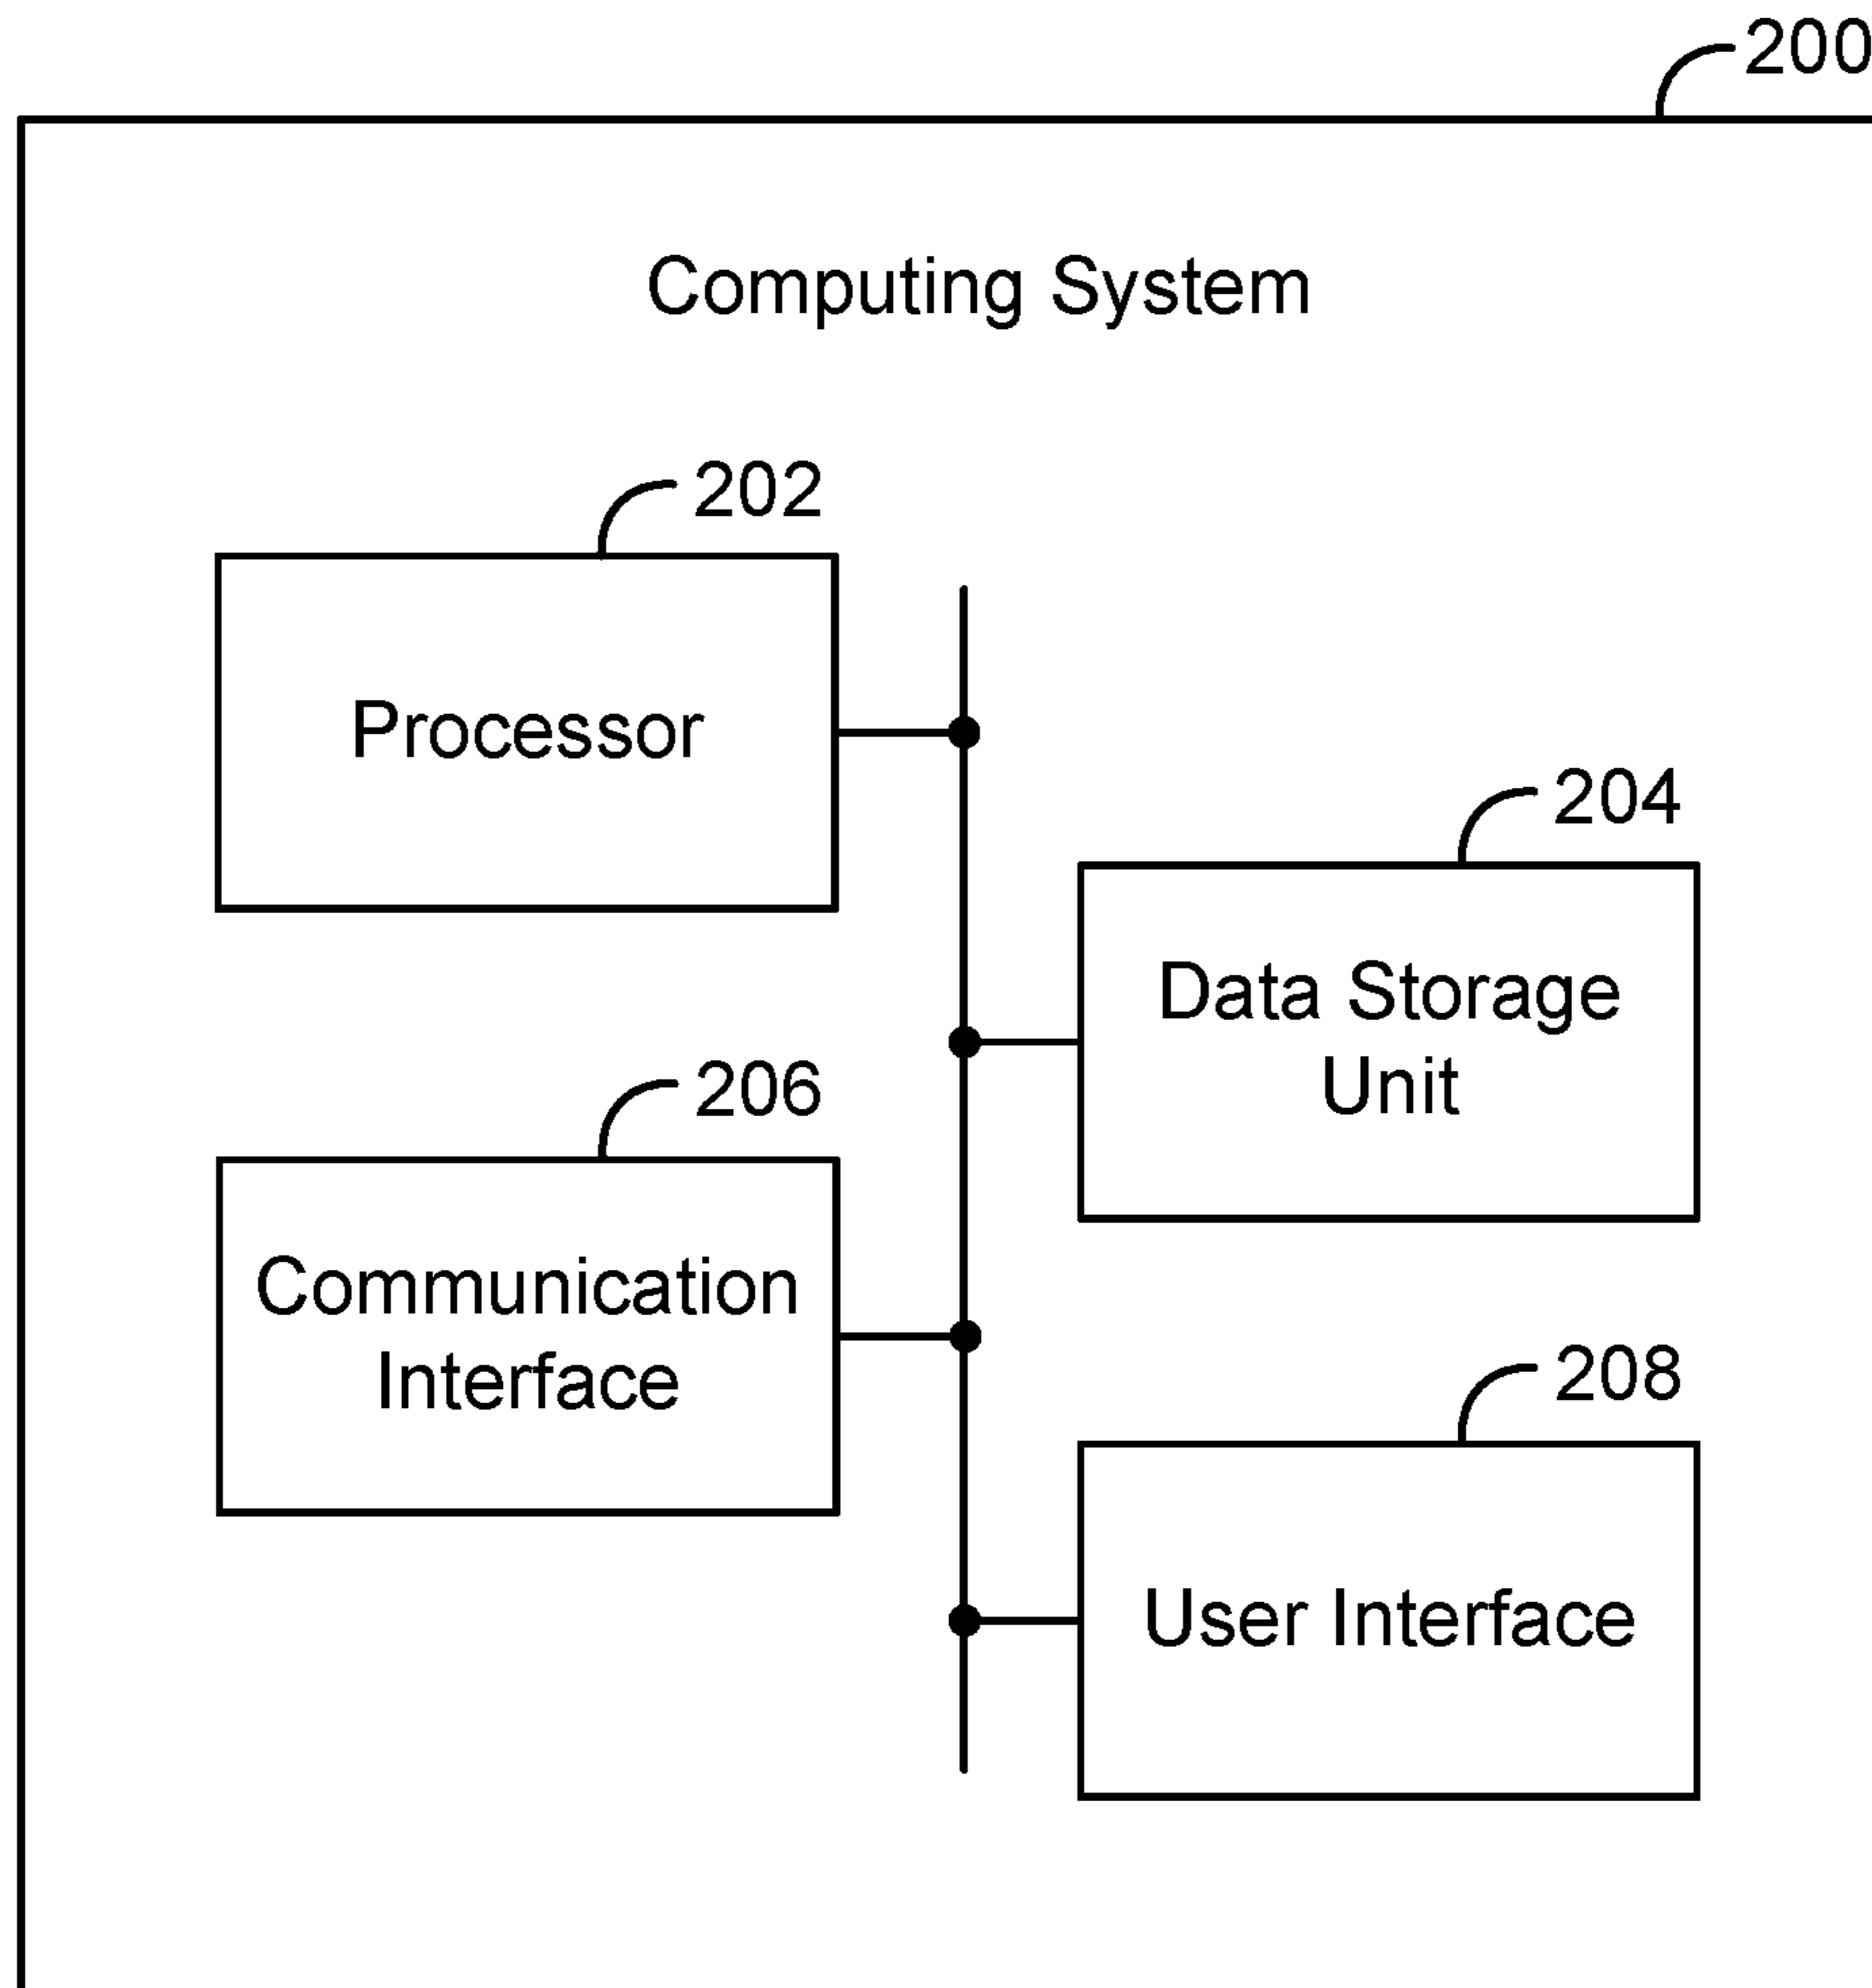 200
Computing System
202
Processor
204
Data Storage
Unit
206
Communication
Interface
208
User Interface